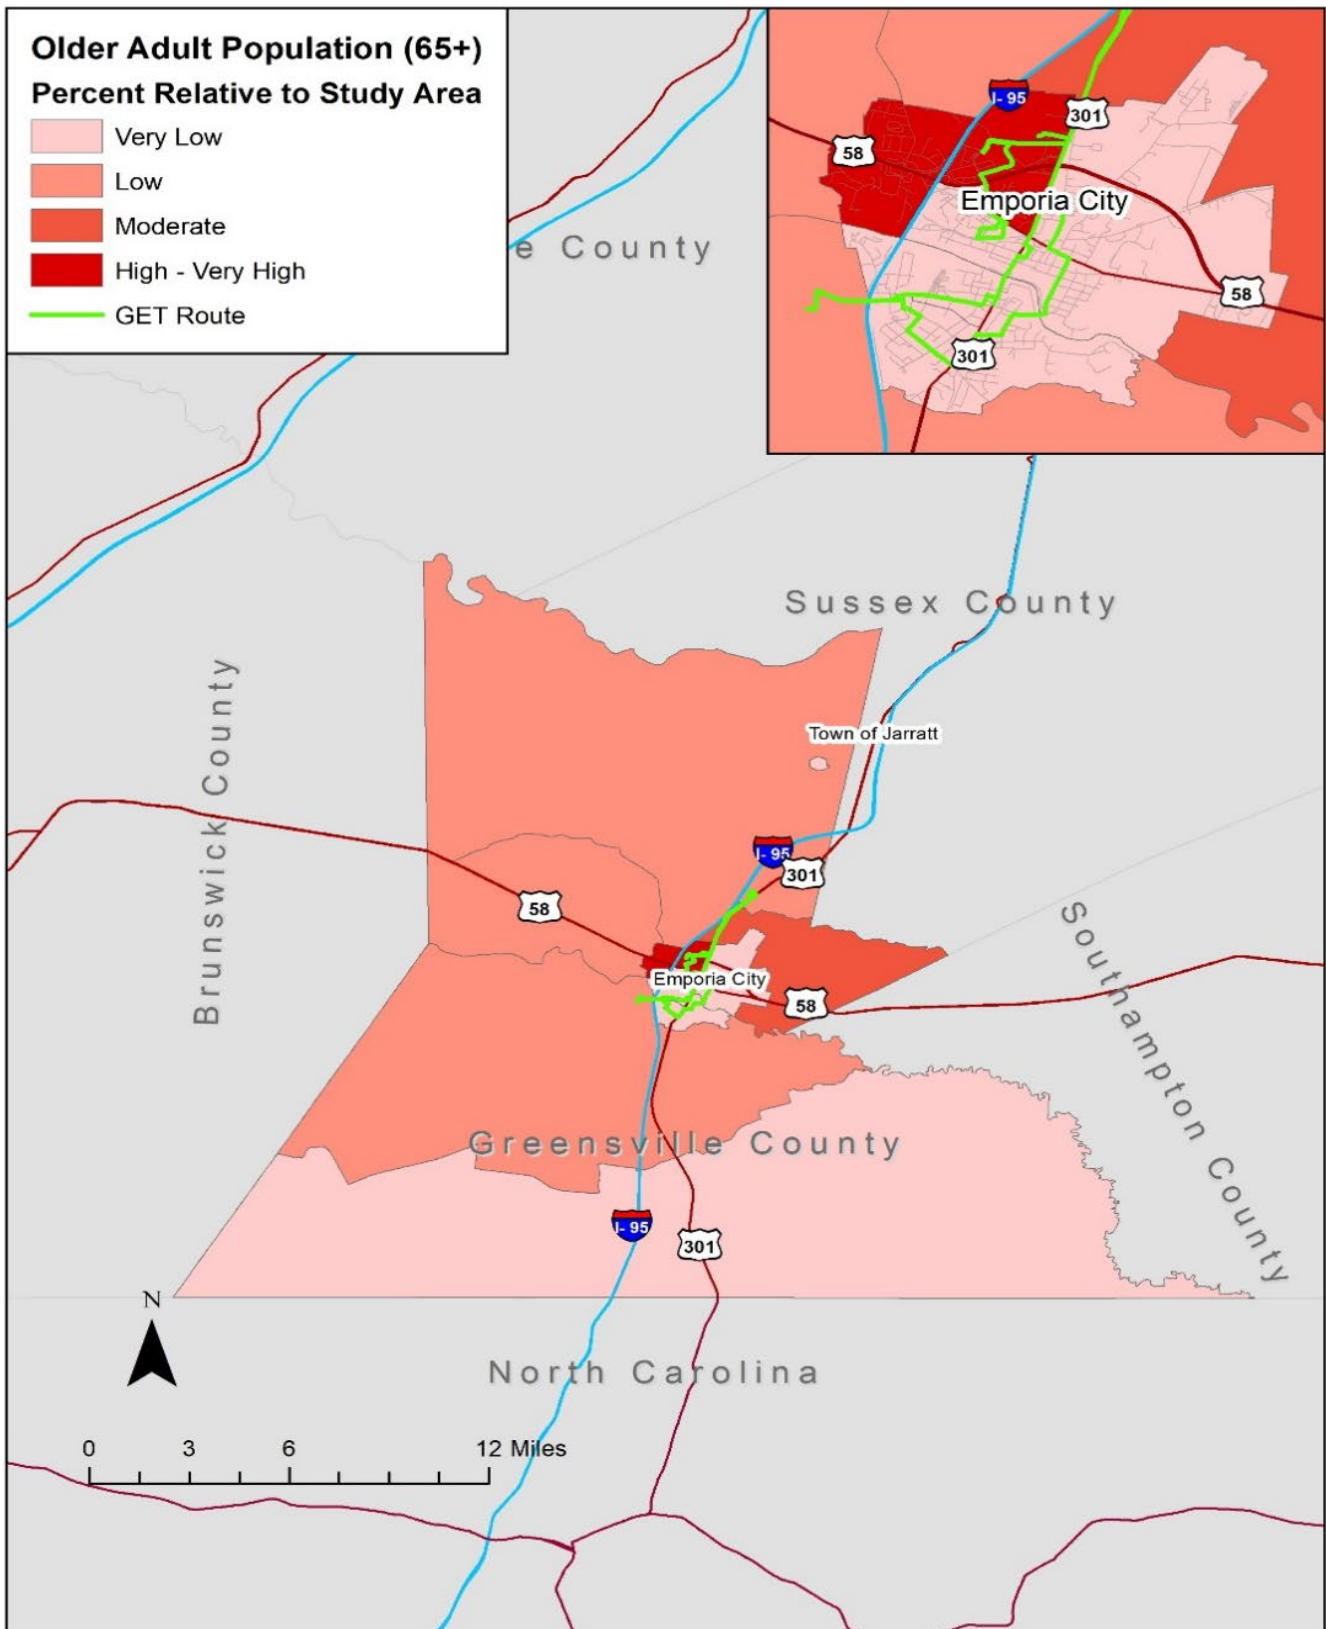 Older Adult Population (65+)
Percent Relative to Study Area
Very Low
Low
Moderate
High - Very High
GET Route
I- 95
301
58
Emporia City
58
301
e County
Sussex County
Brunswick County
Town of Jarratt
I- 95
301
58
Emporia City
58
Southampton County
Greensville County
I- 95
301
N
North Carolina
0 3 6 12 Miles